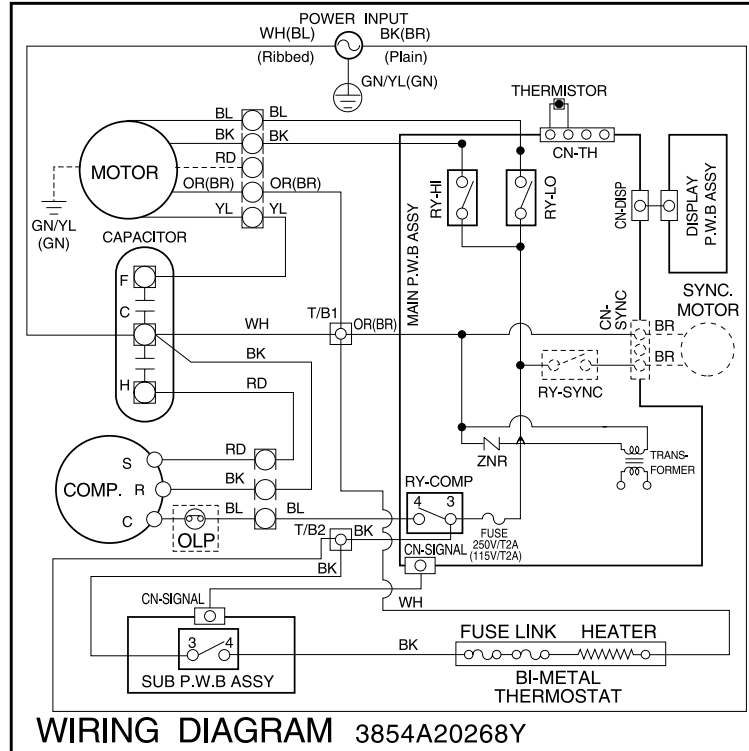 POWER INPUT
WH(BL)
BK(BR)
(Ribbed)
(Plain)
GN/YL(GN)
THERMISTOR
CN-TH
BL
BL
BK
BK
RD
OR(BR)
OR(BR)
YL
YL
MOTOR
GN/YL
(GN)
RY-HI
RY-LO
MAIN P.W.B ASSY
CN-DISP
DISPLAY
P.W.B ASSY
CAPACITOR
F
C
H
T/B1
WH
OR(BR)
BK
RD
CN-
SYNC
SYNC.
MOTOR
BR
BR
RY-SYNC
ZNR
TRANS-
FORMER
COMP.
S
R
C
RD
BK
BL
BL
OLP
RY-COMP
4 3
FUSE
250V/T2A
(115V/T2A)
T/B2
BK
BK
CN-SIGNAL
CN-SIGNAL
WH
3 4
SUB P.W.B ASSY
BK
FUSE LINK
HEATER
BI-METAL
THERMOSTAT
WIRING DIAGRAM 3854A20268Y